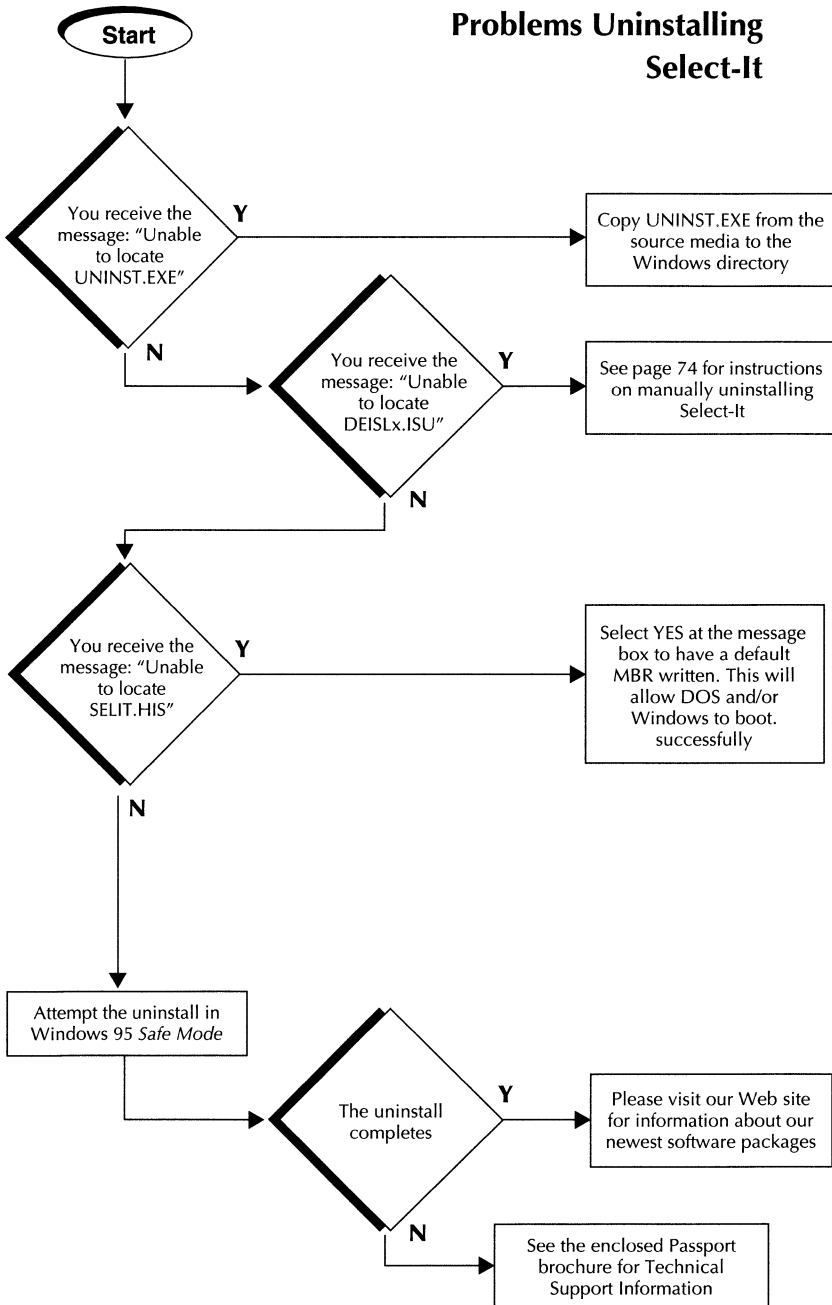 Problems Uninstalling
Select-It
Start
You receive the
message: “Unable
to locate
UNINST.EXE”
Y
Copy UNINST.EXE from the
source media to the
Windows directory
N
You receive the
message: “Unable
to locate
DEISLx.ISU”
Y
See page 74 for instructions
on manually uninstalling
Select-It
N
You receive the
message: “Unable
to locate
SELIT.HIS”
Y
Select YES at the message
box to have a default
MBR written. This will
allow DOS and/or
Windows to boot.
successfully
N
Attempt the uninstall in
Windows 95 Safe Mode
The uninstall
completes
Y
Please visit our Web site
for information about our
newest software packages
N
See the enclosed Passport
brochure for Technical
Support Information